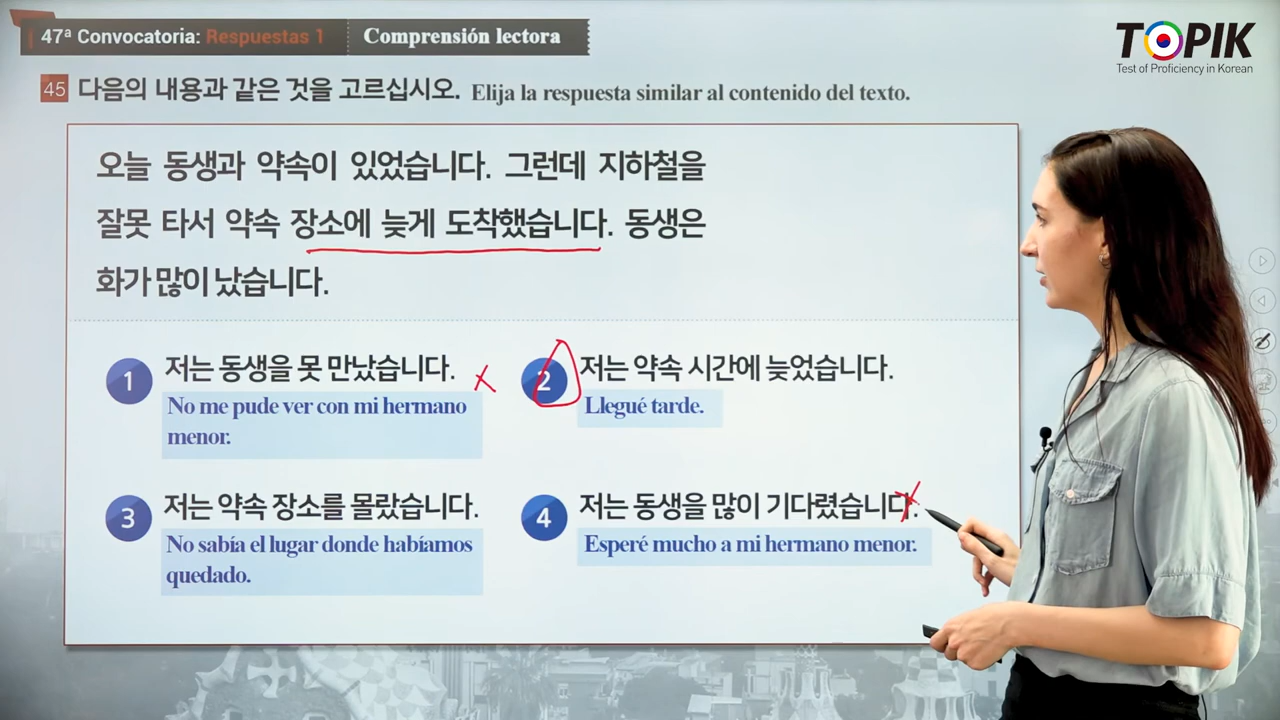 47ª Convocatoria: Respuestas 1
Comprensión lectora
TOPIK
Test of Proficiency in Korean
45 다음의 내용과 같은 것을 고르십시오. Elija la respuesta similar al contenido del texto.
오늘 동생과 약속이 있었습니다. 그런데 지하철을
잘못 타서 약속 장소에 늦게 도착했습니다. 동생은
화가 많이 났습니다.
1 저는 동생을 못 만났습니다.
No me pude ver con mi hermano
menor.
2 저는 약속 시간에 늦었습니다.
Llegué tarde.
3 저는 약속 장소를 몰랐습니다.
No sabía el lugar donde habíamos
quedado.
4 저는 동생을 많이 기다렸습니다.
Esperé mucho a mi hermano menor.